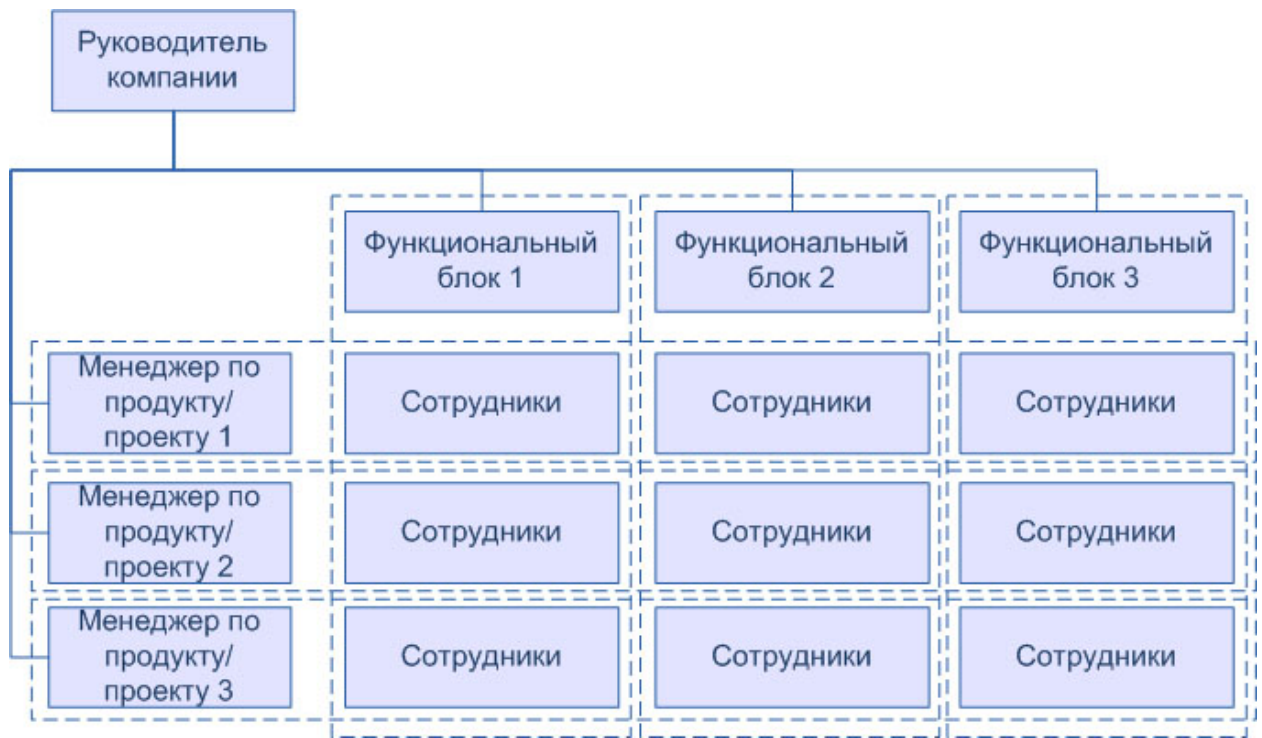 Руководитель
компании
Функциональный
блок 1
Функциональный
блок 2
Функциональный
блок 3
Менеджер по
продукту/
проекту 1
Сотрудники
Сотрудники
Сотрудники
Менеджер по
продукту/
проекту 2
Сотрудники
Сотрудники
Сотрудники
Менеджер по
продукту/
проекту 3
Сотрудники
Сотрудники
Сотрудники